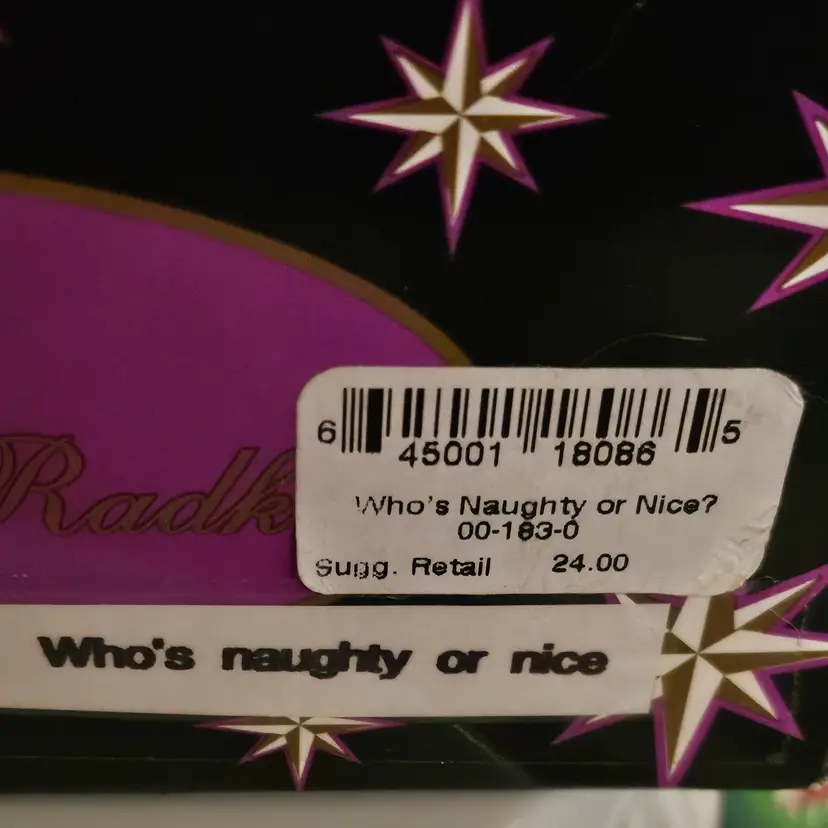 Radk
6 45001 18086 5
Who's Naughty or Nice?
00-183-0
Sugg. Retail 24.00
Who's naughty or nice